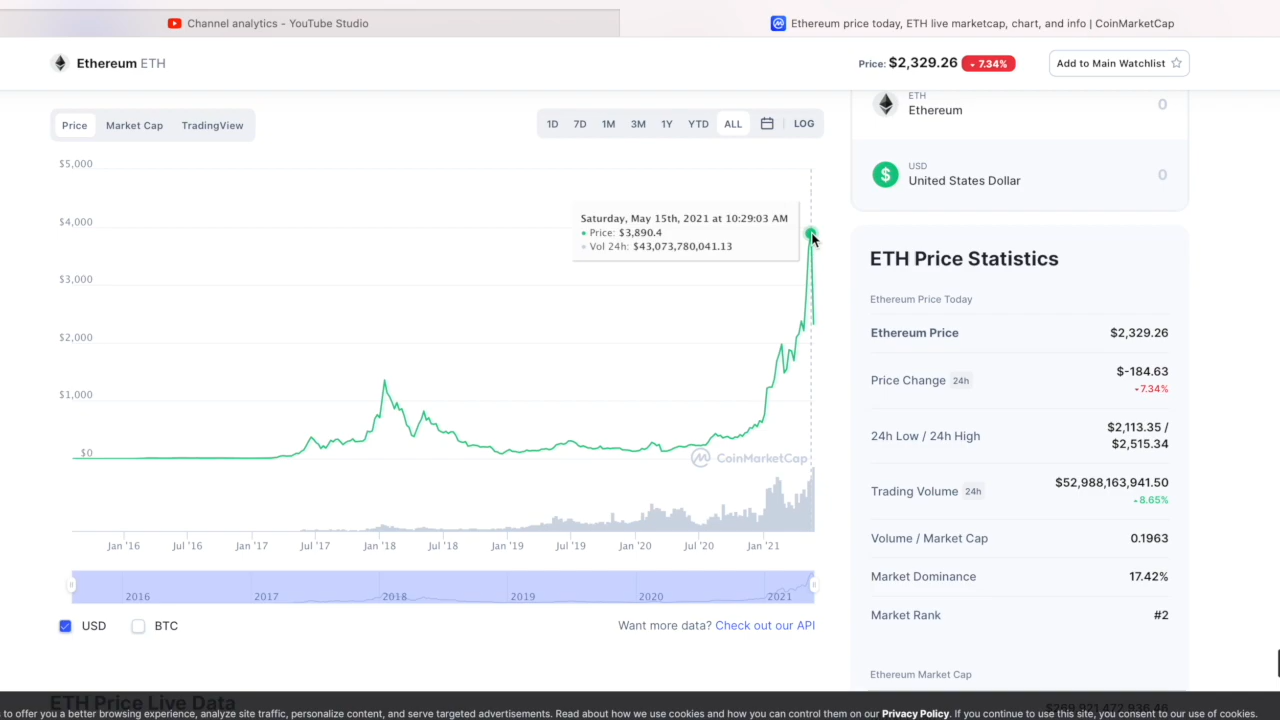 Channel analytics - YouTube Studio
Ethereum price today, ETH live marketcap, chart, and info | CoinMarketCap
Ethereum ETH
Price: $2,329.26 7.34%
Add to Main Watchlist
Price Market Cap TradingView
1D 7D 1M 3M 1Y YTD ALL LOG
$5,000
$4,000
$3,000
$2,000
$1,000
$0
Saturday, May 15th, 2021 at 10:29:03 AM
Price: $3,890.4
Vol 24h: $43,073,780,041.13
CoinMarketCap
Jan '16 Jul '16 Jan '17 Jul '17 Jan '18 Jul '18 Jan '19 Jul '19 Jan '20 Jul '20 Jan '21
2016 2017 2018 2019 2020 2021
USD BTC
Want more data? Check out our API
ETH
Ethereum
0
$
USD
United States Dollar
0
ETH Price Statistics
Ethereum Price Today
Ethereum Price $2,329.26
Price Change 24h $-184.63
7.34%
24h Low / 24h High $2,113.35 /
$2,515.34
Trading Volume 24h $52,988,163,941.50
8.65%
Volume / Market Cap 0.1963
Market Dominance 17.42%
Market Rank #2
Ethereum Market Cap
ETH Price Live Data
s to offer you a better browsing experience, analyze site traffic, personalize content, and serve targeted advertisements. Read about how we use cookies and how you can control them on our Privacy Policy. If you continue to use this site, you consent to our use of cookies.